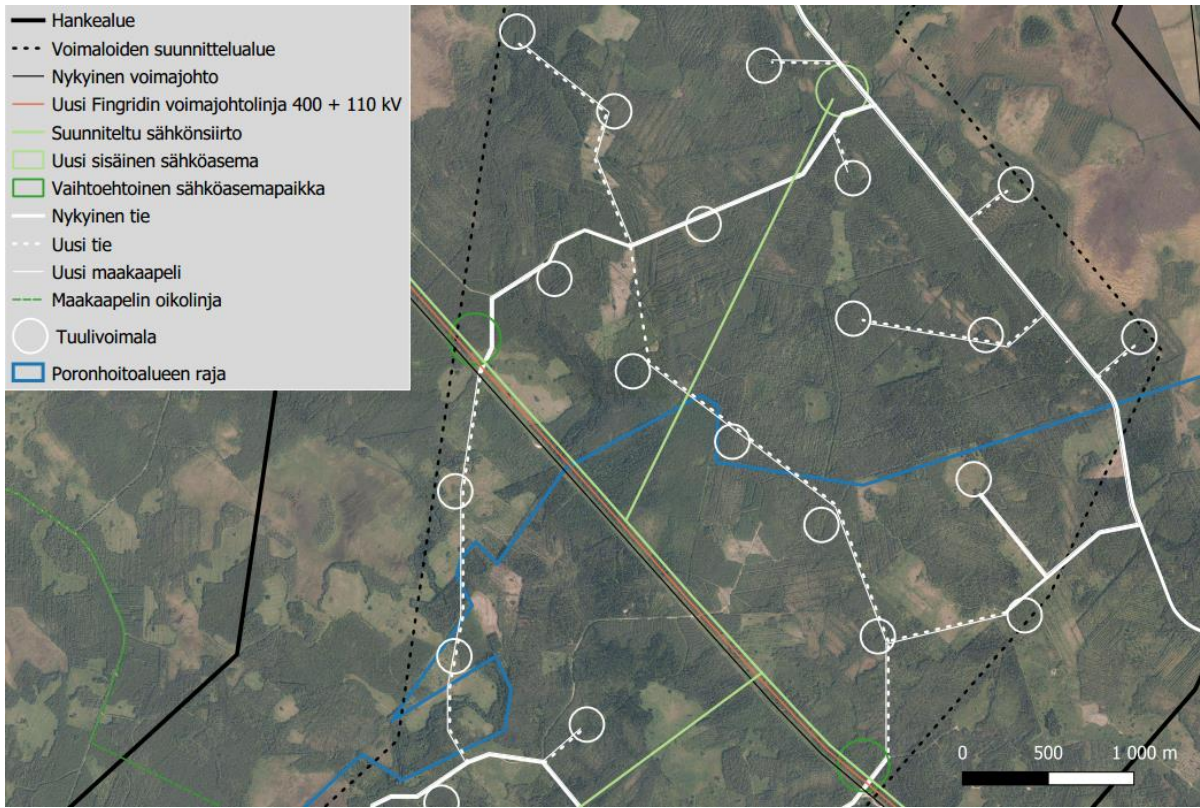 Hankealue
Voimaloiden suunnittelualue
Nykyinen voimajohto
Uusi Fingridin voimajohtolinja 400 + 110 kV
Suunniteltu sähkönsiirto
Uusi sisäinen sähköasema
Vaihtoehtoinen sähköasemapaikka
Nykyinen tie
Uusi tie
Uusi maakaapeli
Maakaapelin oikolinja
Tuulivoimala
Poronhoitoalueen raja
0 500 1 000 m